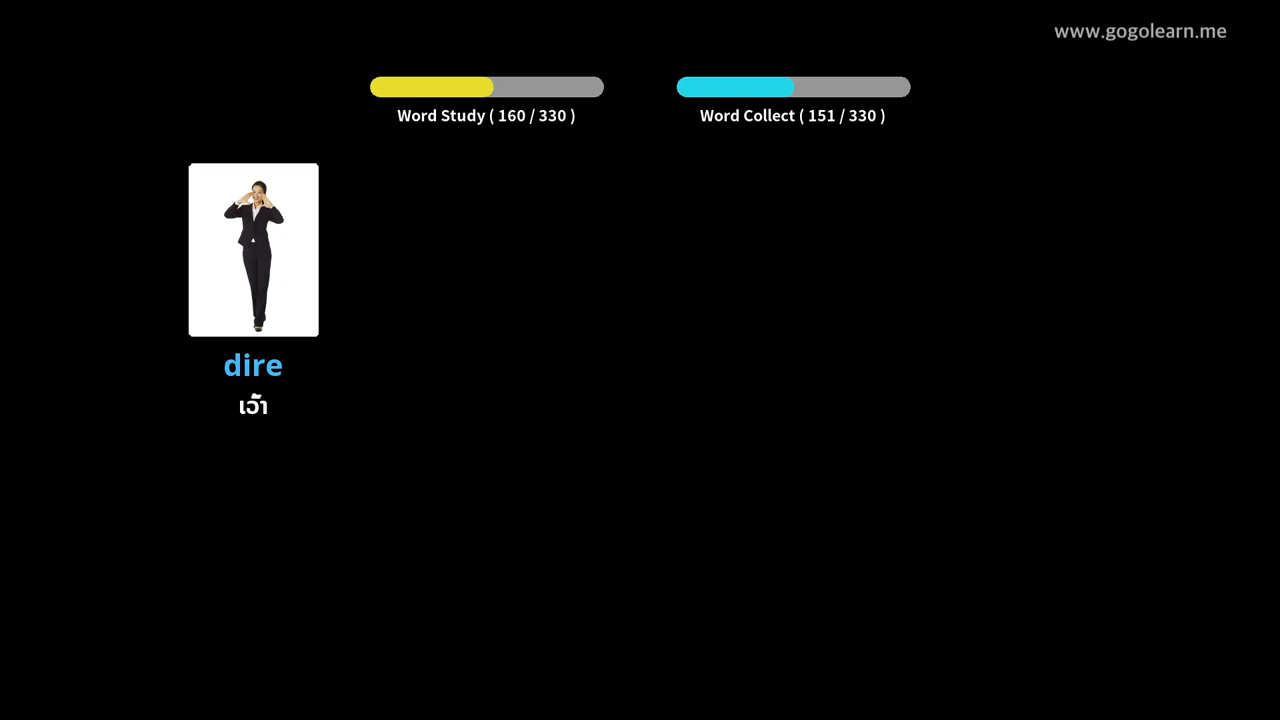 www.gogolearn.me
Word Study ( 160 / 330 )
Word Collect ( 151 / 330 )
dire
ເວົ້າ